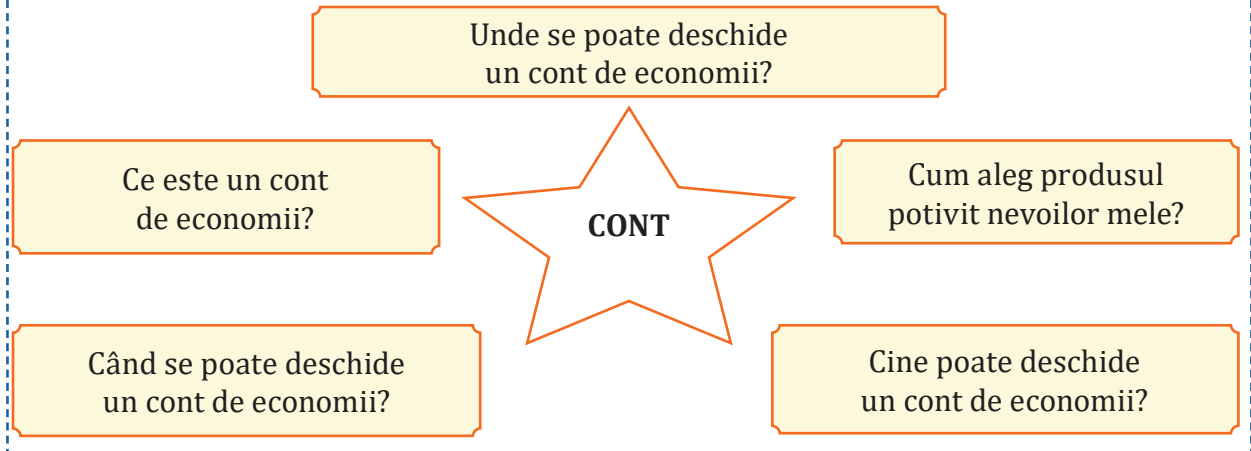 Unde se poate deschide
un cont de economii?
Ce este un cont
de economii?
Cum aleg produsul
potivit nevoilor mele?
CONT
Când se poate deschide
un cont de economii?
Cine poate deschide
un cont de economii?